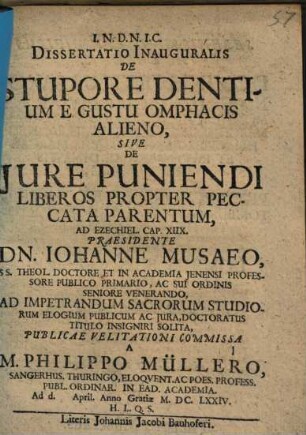 57
I. N. D. N. I. C.
DISSERTATIO INAUGURALIS
DE
STUPORE DENTI-
UM E GUSTU OMPHACIS
ALIENO,
SIVE
DE
JURE PUNIENDI
LIBEROS PROPTER PEC-
CATA PARENTUM,
AD EZECHIEL. CAP. XIIX.
PRAESIDENTE
DN. IOHANNE MUSAEO,
SS. THEOL. DOCTORE ET IN ACADEMIA JENENSI PROFES-
SORE PUBLICO PRIMARIO, AC SUI ORDINIS
SENIORE VENERANDO,
AD IMPETRANDUM SACRORUM STUDIO-
RUM ELOGIUM PUBLICUM AC JURA, DOCTORATUS
TITULO INSIGNIRI SOLITA,
PUBLICAE VELITATIONI COMMISSA
A
M. PHILIPPO MÜLLERO,
SANGERHUS. THURINGO, ELOQVENT. AC POES. PROFESS.
PUBL. ORDINAR. IN EAD. ACADEMIA.
Ad d. April. Anno Gratiæ M. DC. LXXIV.
H. L. Q. S.
Literis Johannis Jacobi Bauhoferi.